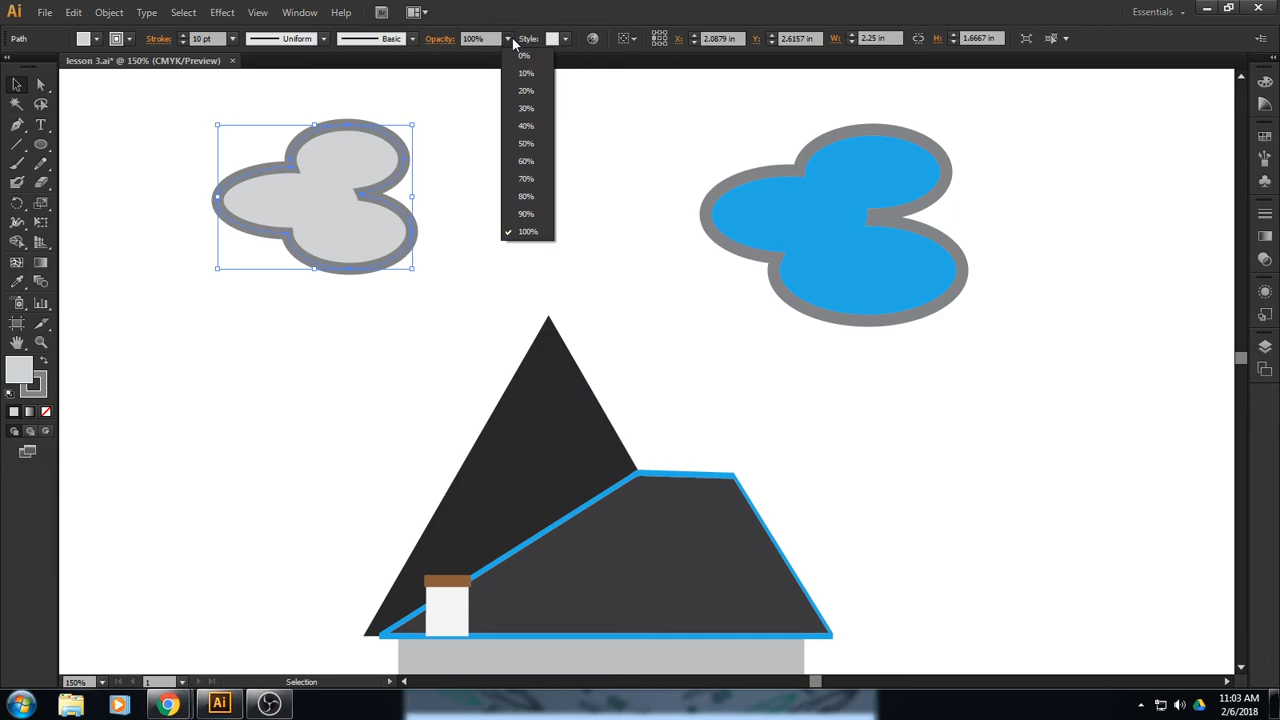 Ai File Edit Object Type Select Effect View Window Help Br Essentials
Path Stroke: 10 pt Uniform Basic Opacity: 100% Style: X: 2.0879 in Y: 2.6157 in W: 2.25 in H: 1.6667 in
lesson 3.ai* @ 150% (CMYK/Preview)
0%
10%
20%
30%
40%
50%
60%
70%
80%
90%
100%
T
150% 1 Selection
Ai 11:03 AM
2/6/2018